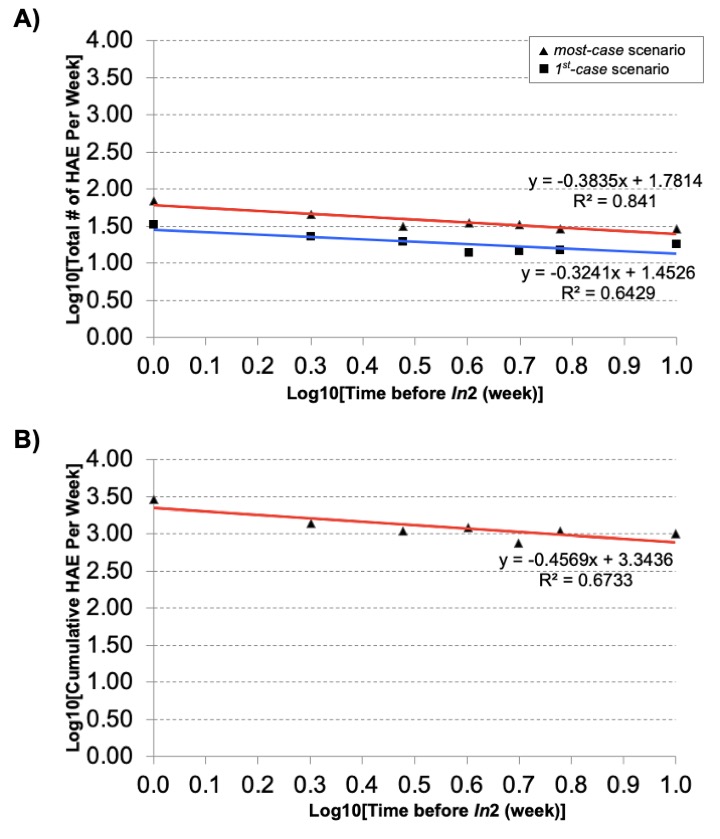 A)
Log10[Total # of HAE Per Week]
4.00
3.50
3.00
2.50
2.00
1.50
1.00
0.50
0.00
most-case scenario
1st-case scenario
y = -0.3835x + 1.7814
R² = 0.841
y = -0.3241x + 1.4526
R² = 0.6429
0.0 0.1 0.2 0.3 0.4 0.5 0.6 0.7 0.8 0.9 1.0
Log10[Time before ln2 (week)]
B)
Log10[Cumulative HAE Per Week]
4.00
3.50
3.00
2.50
2.00
1.50
1.00
0.50
0.00
y = -0.4569x + 3.3436
R² = 0.6733
0.0 0.1 0.2 0.3 0.4 0.5 0.6 0.7 0.8 0.9 1.0
Log10[Time before ln2 (week)]